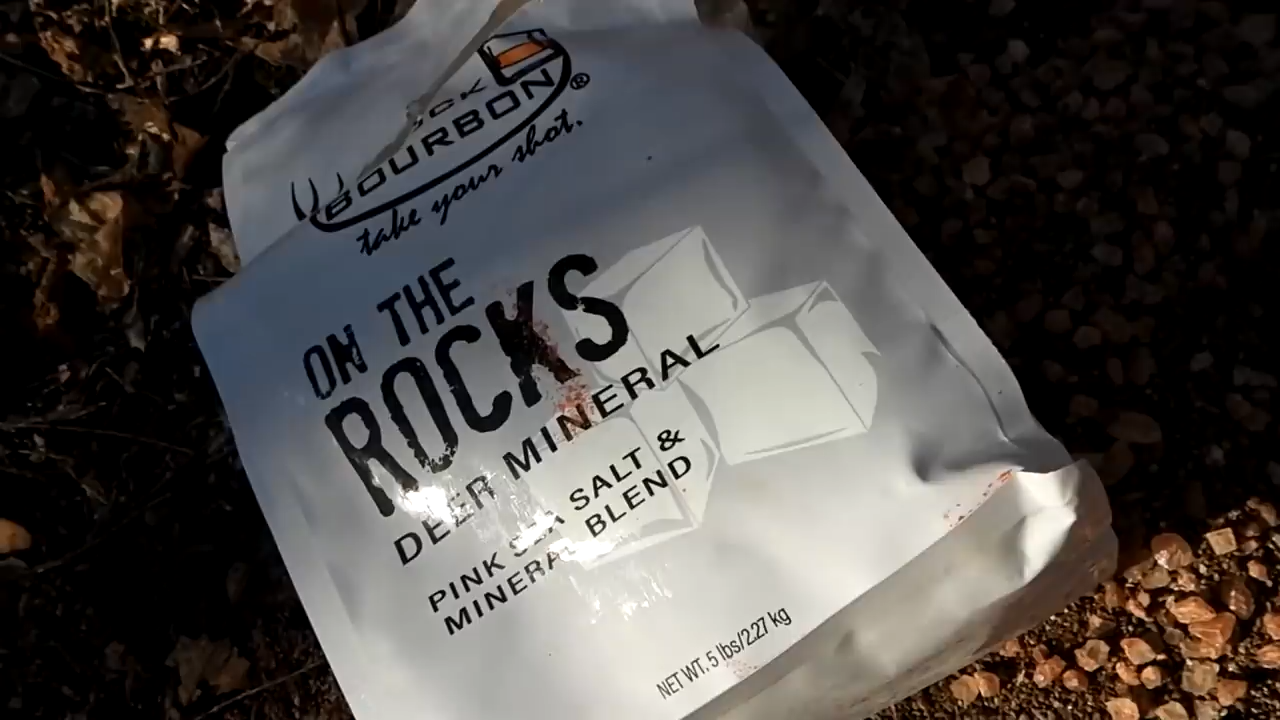 BOURBON®
take your shot.
ON THE
ROCKS
DEER MINERAL
PINK SEA SALT &
MINERAL BLEND
NET WT. 5 lbs/2.27 kg